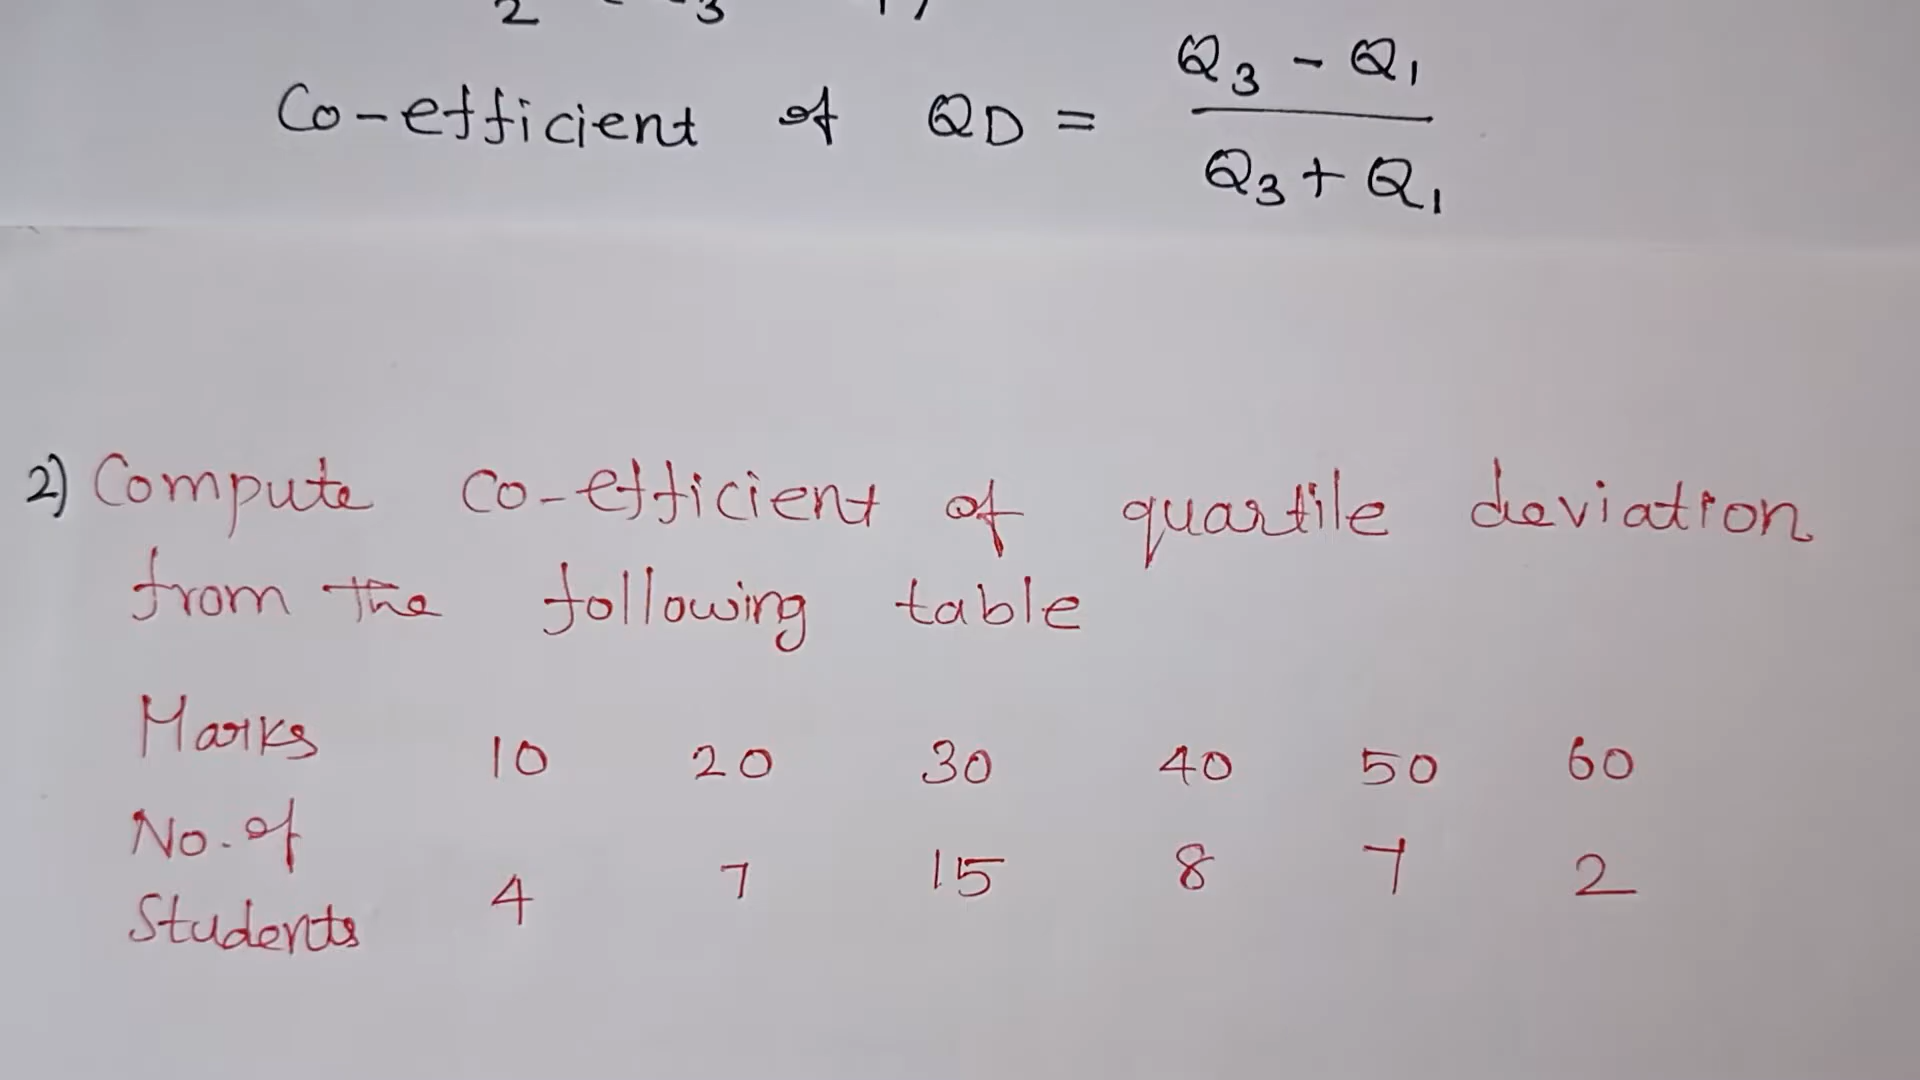 Co-efficient of QD = Q₃ - Q₁ / Q₃ + Q₁
2) Compute co-efficient of quartile deviation
from the following table
Marks 10 20 30 40 50 60
No. of
Students 4 7 15 8 7 2